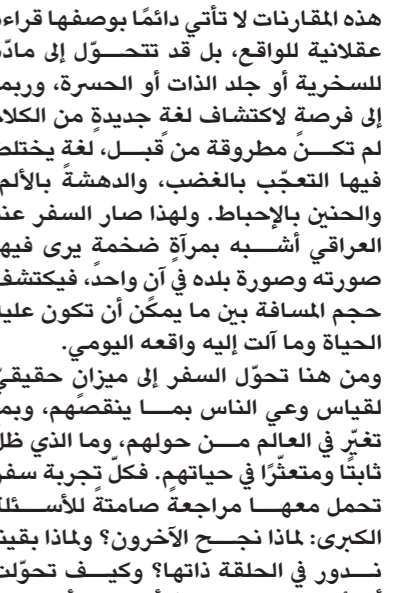 هذه المقارنات لا تأتي دائمًا بوصفها قراءة
عقلانية للواقع، بل قد تتحول إلى مادة
للسخرية أو جلد الذات أو الحسرة، وربما
إلى فرصةٍ لاكتشاف لغةٍ جديدةٍ من الكلام
لم تكن مطروقة من قبل، لغة يختلط
فيها التعجّب بالغضب، والدهشةُ بالألم
والحنين بالإحباط. ولهذا صار السفر عند
العراقي أشبه بمرآةٍ ضخمةٍ يرى فيها
صورته وصورة بلده في آنٍ واحد، فيكتشف
حجم المسافة بين ما يمكن أن تكون عليه
الحياة وما آلت إليه واقعه اليومي.
ومن هنا تحوّل السفر إلى ميزانٍ حقيقيّ
لقياس وعي الناس بما ينقصهم، وبما
تغيّر في العالم من حولهم، وما الذي ظلّ
ثابتًا ومتعثّرًا في حياتهم. فكلّ تجربة سفر
تحمل معها مراجعةً صامتةً للأسئلة
الكبرى: لماذا نجح الآخرون؟ ولماذا بقينا
ندور في الحلقة ذاتها؟ وكيف تحوّلت